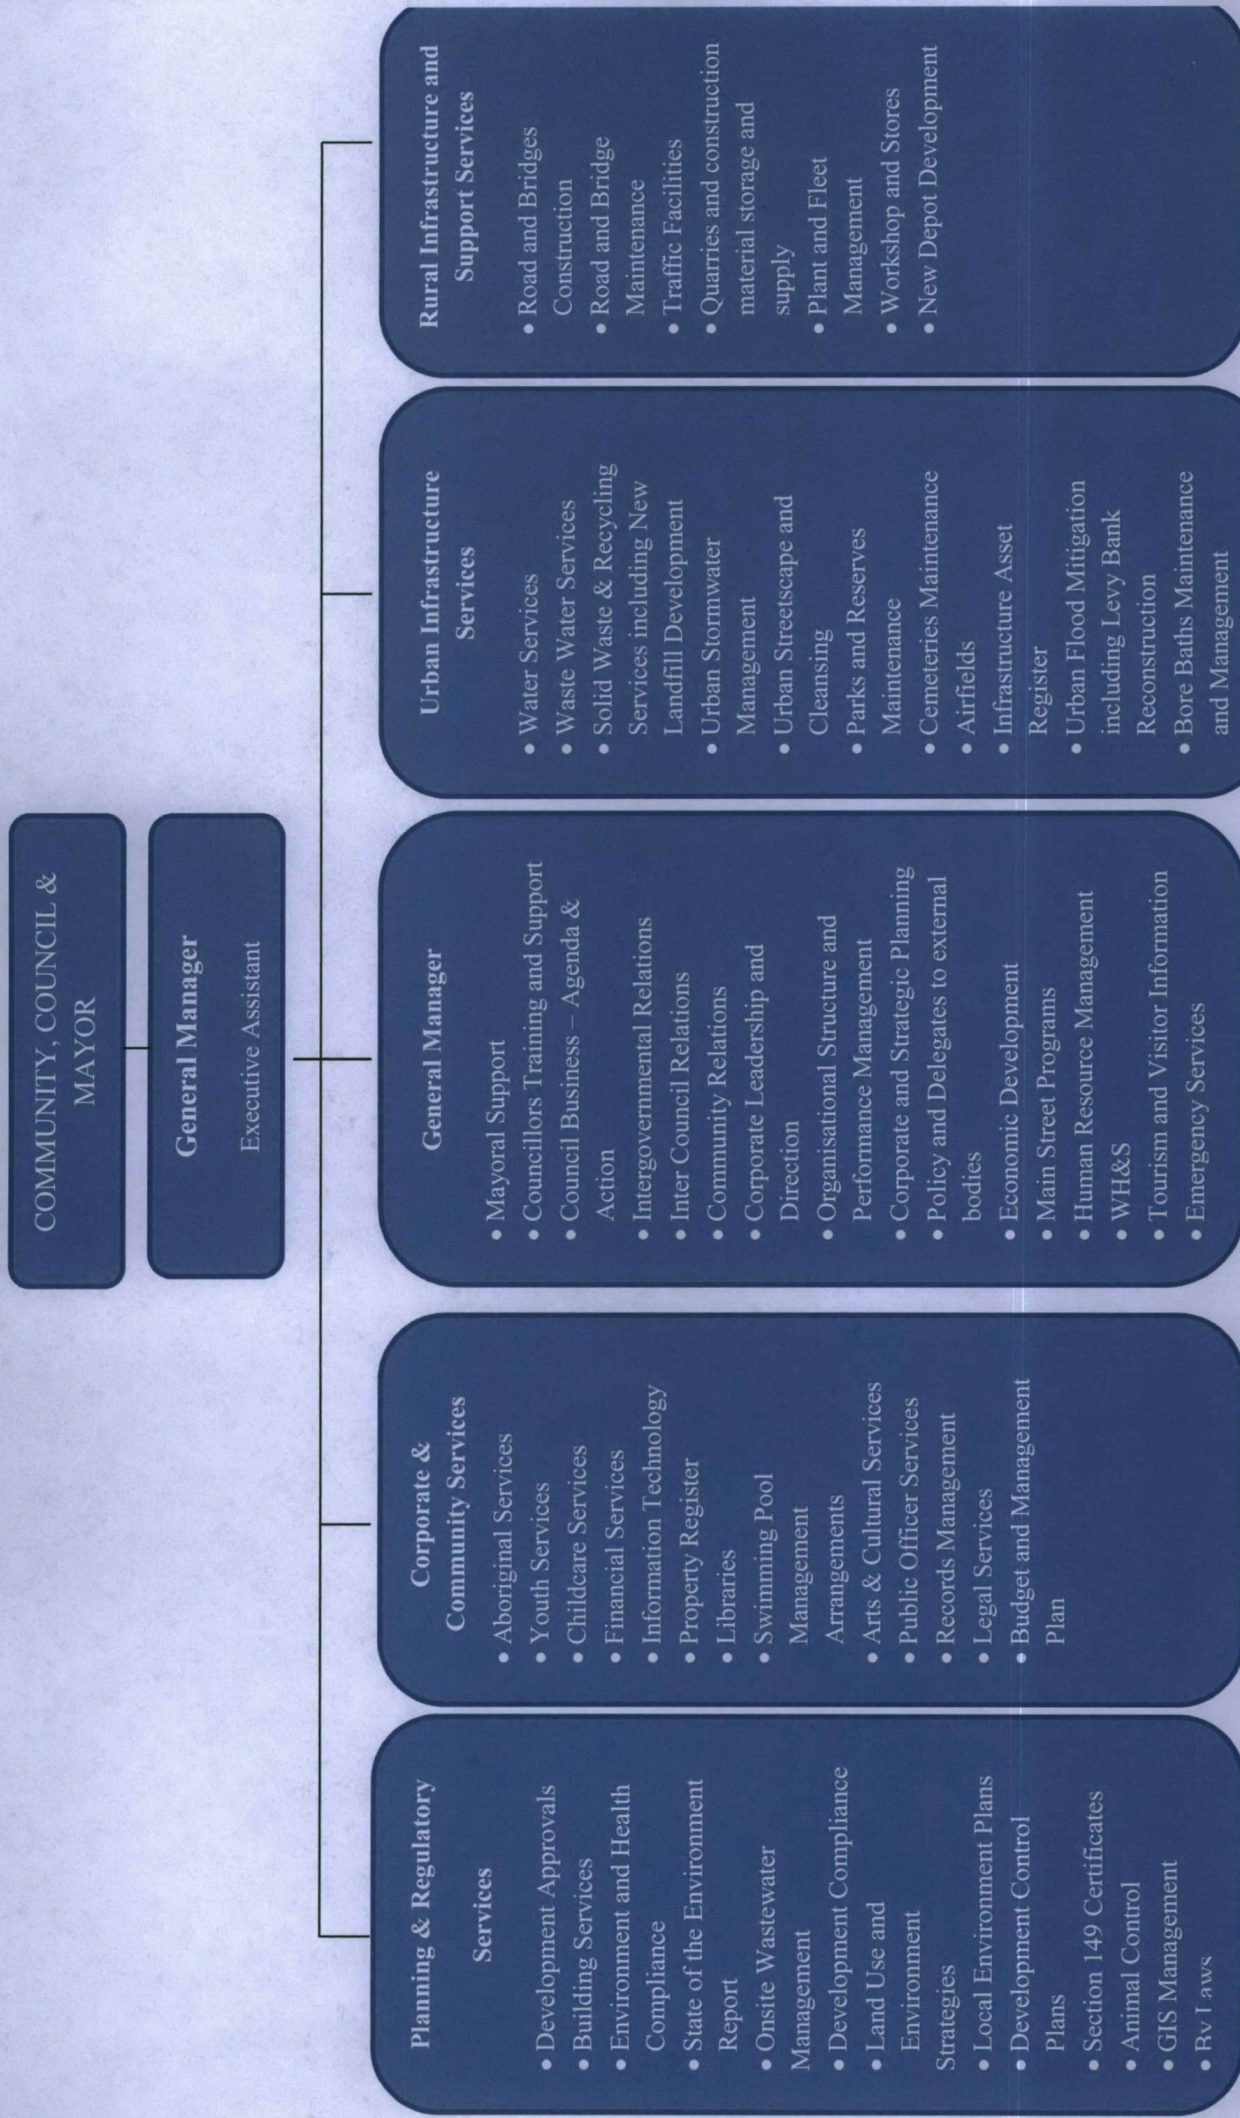 COMMUNITY, COUNCIL &
MAYOR
General Manager
Executive Assistant
Planning & Regulatory
Services
• Development Approvals
• Building Services
• Environment and Health
Compliance
• State of the Environment
Report
• Onsite Wastewater
Management
• Development Compliance
• Land Use and
Environment
Strategies
• Local Environment Plans
• Development Control
Plans
• Section 149 Certificates
• Animal Control
• GIS Management
• By Laws
Corporate &
Community Services
• Aboriginal Services
• Youth Services
• Childcare Services
• Financial Services
• Information Technology
• Property Register
• Libraries
• Swimming Pool
Management
Arrangements
• Arts & Cultural Services
• Public Officer Services
• Records Management
• Legal Services
• Budget and Management
Plan
General Manager
• Mayoral Support
• Councillors Training and Support
• Council Business – Agenda &
Action
• Intergovernmental Relations
• Inter Council Relations
• Community Relations
• Corporate Leadership and
Direction
• Organisational Structure and
Performance Management
• Corporate and Strategic Planning
• Policy and Delegates to external
bodies
• Economic Development
• Main Street Programs
• Human Resource Management
• WH&S
• Tourism and Visitor Information
• Emergency Services
Urban Infrastructure
Services
• Water Services
• Waste Water Services
• Solid Waste & Recycling
Services including New
Landfill Development
• Urban Stormwater
Management
• Urban Streetscape and
Cleansing
• Parks and Reserves
Maintenance
• Cemeteries Maintenance
• Airfields
• Infrastructure Asset
Register
• Urban Flood Mitigation
including Levy Bank
Reconstruction
• Bore Baths Maintenance
and Management
Rural Infrastructure and
Support Services
• Road and Bridges
Construction
• Road and Bridge
Maintenance
• Traffic Facilities
• Quarries and construction
material storage and
supply
• Plant and Fleet
Management
• Workshop and Stores
• New Depot Development